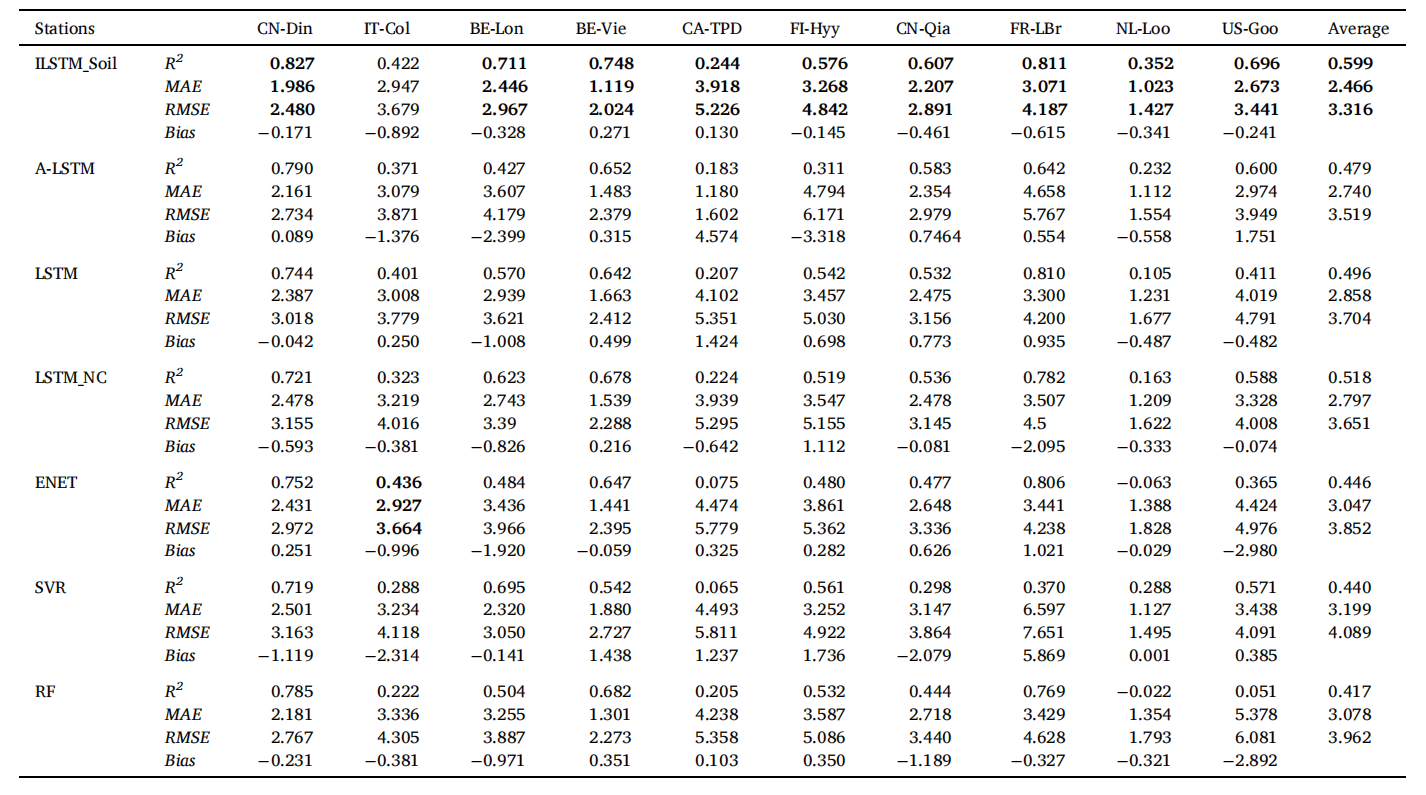 Stations CN-Din IT-Col BE-Lon BE-Vie CA-TPD FI-Hyy CN-Qia FR-LBr NL-Loo US-Goo Average
ILSTM_Soil R² 0.827 0.422 0.711 0.748 0.244 0.576 0.607 0.811 0.352 0.696 0.599
MAE 1.986 2.947 2.446 1.119 3.918 3.268 2.207 3.071 1.023 2.673 2.466
RMSE 2.480 3.679 2.967 2.024 5.226 4.842 2.891 4.187 1.427 3.441 3.316
Bias −0.171 −0.892 −0.328 0.271 0.130 −0.145 −0.461 −0.615 −0.341 −0.241
A-LSTM R² 0.790 0.371 0.427 0.652 0.183 0.311 0.583 0.642 0.232 0.600 0.479
MAE 2.161 3.079 3.607 1.483 1.180 4.794 2.354 4.658 1.112 2.974 2.740
RMSE 2.734 3.871 4.179 2.379 1.602 6.171 2.979 5.767 1.554 3.949 3.519
Bias 0.089 −1.376 −2.399 0.315 4.574 −3.318 0.7464 0.554 −0.558 1.751
LSTM R² 0.744 0.401 0.570 0.642 0.207 0.542 0.532 0.810 0.105 0.411 0.496
MAE 2.387 3.008 2.939 1.663 4.102 3.457 2.475 3.300 1.231 4.019 2.858
RMSE 3.018 3.779 3.621 2.412 5.351 5.030 3.156 4.200 1.677 4.791 3.704
Bias −0.042 0.250 −1.008 0.499 1.424 0.698 0.773 0.935 −0.487 −0.482
LSTM_NC R² 0.721 0.323 0.623 0.678 0.224 0.519 0.536 0.782 0.163 0.588 0.518
MAE 2.478 3.219 2.743 1.539 3.939 3.547 2.478 3.507 1.209 3.328 2.797
RMSE 3.155 4.016 3.39 2.288 5.295 5.155 3.145 4.5 1.622 4.008 3.651
Bias −0.593 −0.381 −0.826 0.216 −0.642 1.112 −0.081 −2.095 −0.333 −0.074
ENET R² 0.752 0.436 0.484 0.647 0.075 0.480 0.477 0.806 −0.063 0.365 0.446
MAE 2.431 2.927 3.436 1.441 4.474 3.861 2.648 3.441 1.388 4.424 3.047
RMSE 2.972 3.664 3.966 2.395 5.779 5.362 3.336 4.238 1.828 4.976 3.852
Bias 0.251 −0.996 −1.920 −0.059 0.325 0.282 0.626 1.021 −0.029 −2.980
SVR R² 0.719 0.288 0.695 0.542 0.065 0.561 0.298 0.370 0.288 0.571 0.440
MAE 2.501 3.234 2.320 1.880 4.493 3.252 3.147 6.597 1.127 3.438 3.199
RMSE 3.163 4.118 3.050 2.727 5.811 4.922 3.864 7.651 1.495 4.091 4.089
Bias −1.119 −2.314 −0.141 1.438 1.237 1.736 −2.079 5.869 0.001 0.385
RF R² 0.785 0.222 0.504 0.682 0.205 0.532 0.444 0.769 −0.022 0.051 0.417
MAE 2.181 3.336 3.255 1.301 4.238 3.587 2.718 3.429 1.354 5.378 3.078
RMSE 2.767 4.305 3.887 2.273 5.358 5.086 3.440 4.628 1.793 6.081 3.962
Bias −0.231 −0.381 −0.971 0.351 0.103 0.350 −1.189 −0.327 −0.321 −2.892